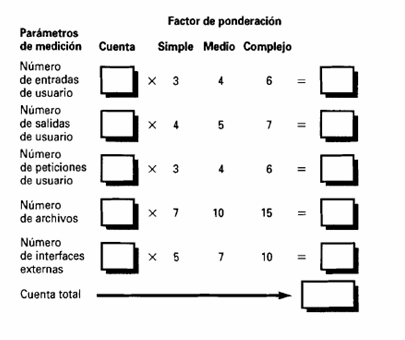 Factor de ponderación
Parámetros
de medición Cuenta Simple Medio Complejo
Número
de entradas × 3 4 6 =
de usuario
Número
de salidas × 4 5 7 =
de usuario
Número
de peticiones × 3 4 6 =
de usuario
Número
de archivos × 7 10 15 =
Número
de interfaces × 5 7 10 =
externas
Cuenta total